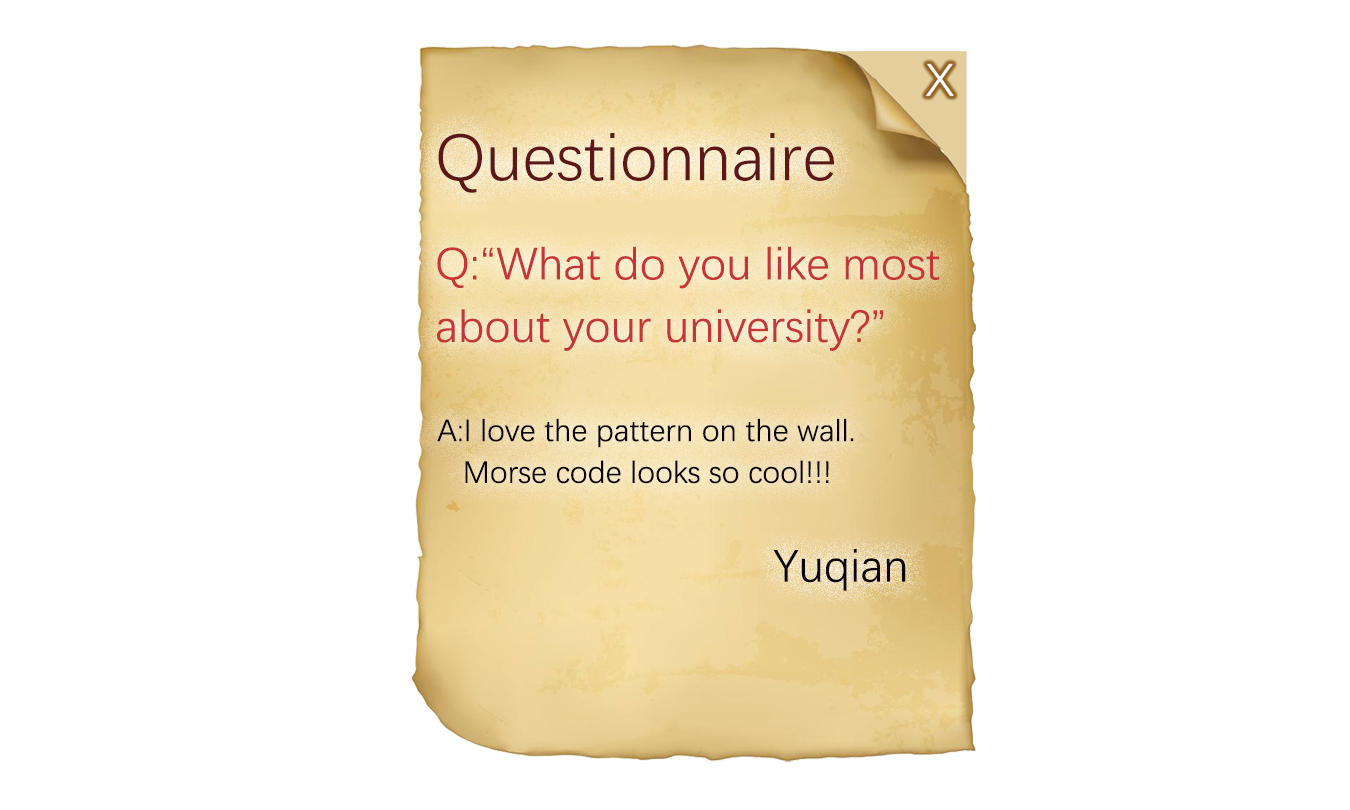 X
Questionnaire
Q:“What do you like most
about your university?”
A:I love the pattern on the wall.
Morse code looks so cool!!!
Yuqian